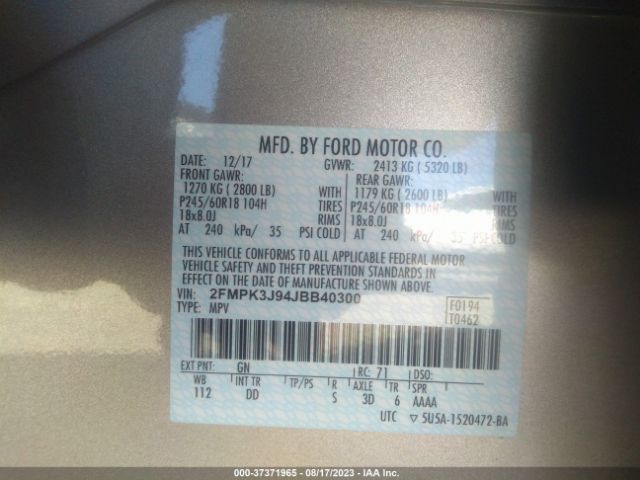 MFD. BY FORD MOTOR CO.
DATE: 12/17 GVWR: 2413 KG ( 5320 LB)
FRONT GAWR: REAR GAWR:
1270 KG ( 2800 LB) WITH 1179 KG ( 2600 LB) WITH
P245/60R18 104H TIRES P245/60R18 104H TIRES
18x8.0J RIMS 18x8.0J RIMS
AT 240 kPa/ 35 PSI COLD AT 240 kPa/ 35 PSI COLD
THIS VEHICLE CONFORMS TO ALL APPLICABLE FEDERAL MOTOR
VEHICLE SAFETY AND THEFT PREVENTION STANDARDS IN
EFFECT ON THE DATE OF MANUFACTURE SHOWN ABOVE.
VIN: 2FMPK3J94JBB40300 F0194
TYPE: MPV T0462
EXT PNT: GN RC: 71 DSO:
WB INT TR TP/PS R AXLE TR SPR
112 DD S 3D 6 AAAA
UTC ▽ 5U5A-1520472-BA
000-37371965 - 08/17/2023 - IAA Inc.